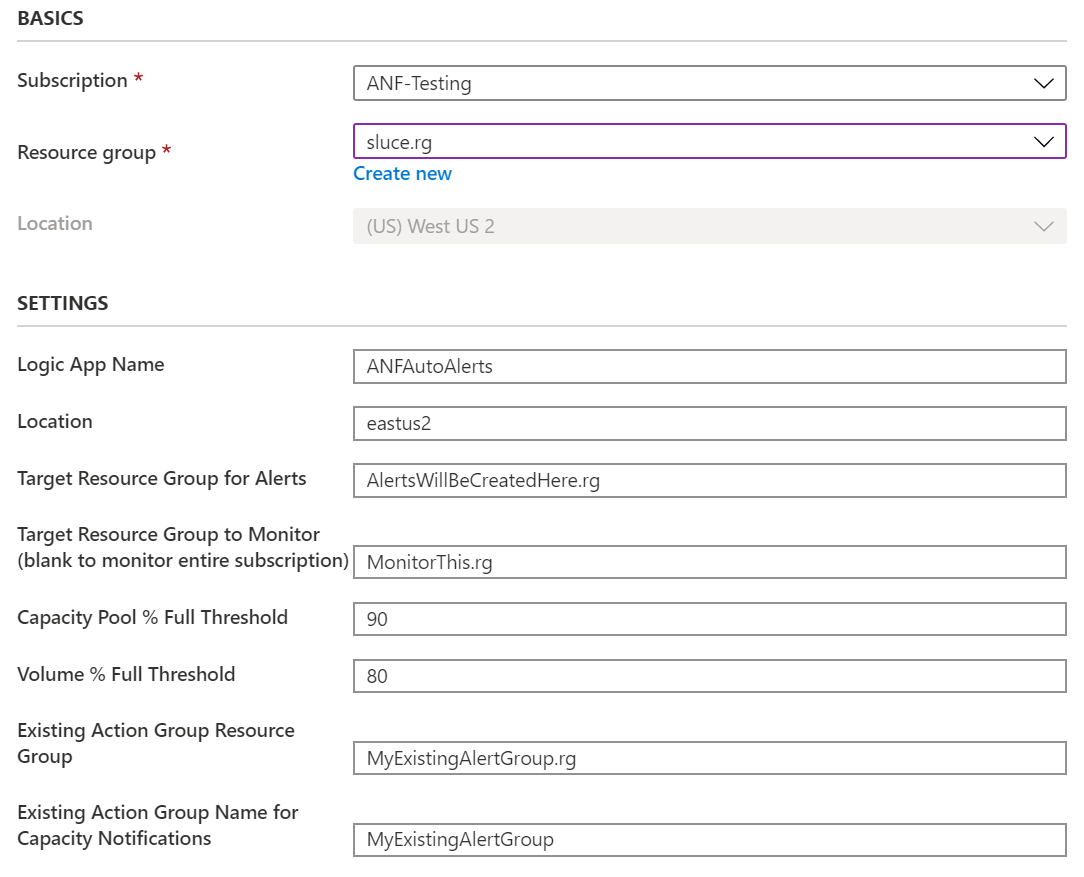 BASICS
Subscription *
ANF-Testing
Resource group *
sluce.rg
Create new
Location
(US) West US 2
SETTINGS
Logic App Name
ANFAutoAlerts
Location
eastus2
Target Resource Group for Alerts
AlertsWillBeCreatedHere.rg
Target Resource Group to Monitor
(blank to monitor entire subscription)
MonitorThis.rg
Capacity Pool % Full Threshold
90
Volume % Full Threshold
80
Existing Action Group Resource
Group
MyExistingAlertGroup.rg
Existing Action Group Name for
Capacity Notifications
MyExistingAlertGroup